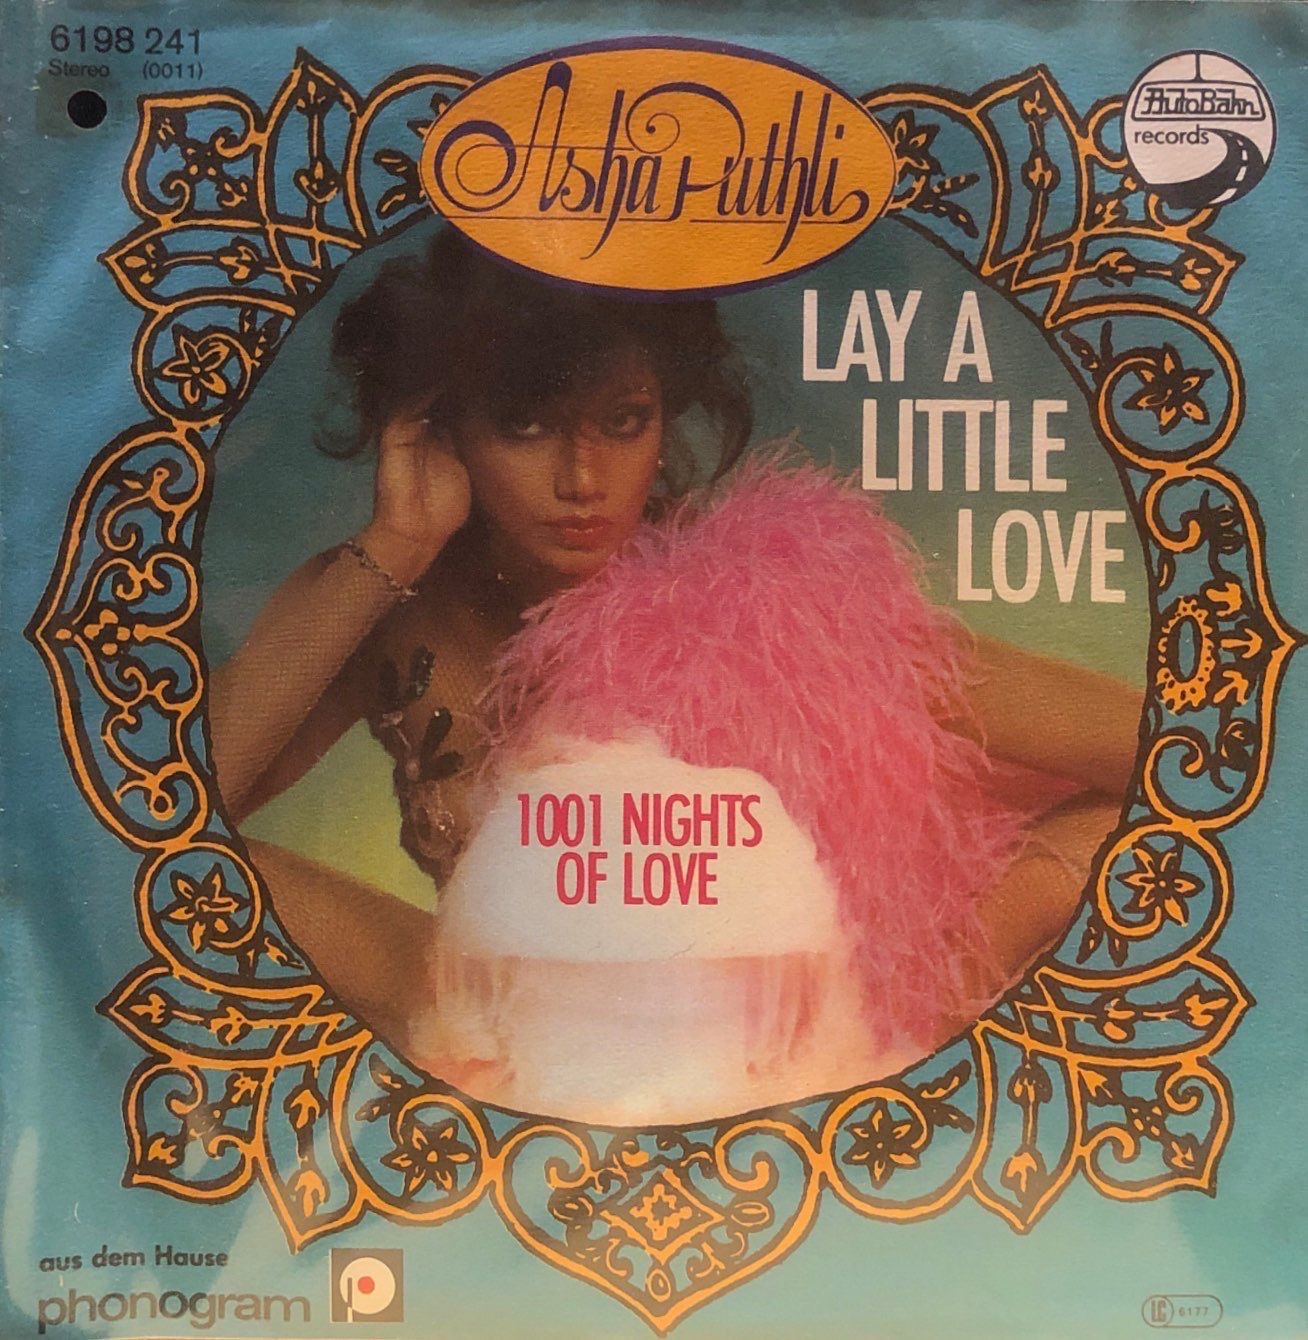 6198 241
Stereo (0011)
Asha Puthli
AutoBahn
records
LAY A
LITTLE
LOVE
1001 NIGHTS
OF LOVE
aus dem Hause
phonogram
p
LC 6177